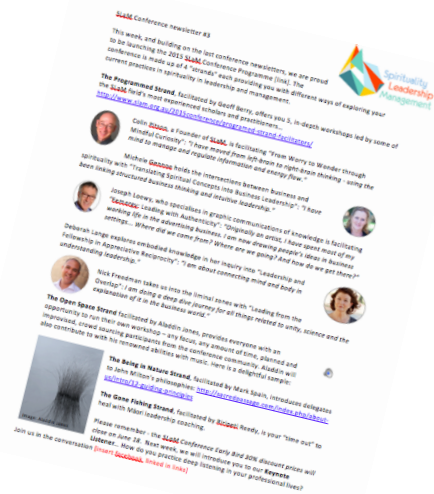 SLaM Conference newsletter #3
Spirituality
Leadership
Management
This week, and building on the last conference newsletters, we are proud
to be launching the 2015 SLaM Conference Programme (link). The
conference is made up of 4 "strands" each providing you with different ways of exploring your
current practices in spirituality in leadership and management.
The Programmed Strand, facilitated by Geoff Berry, offers you 5, in-depth workshops led by some of
the SLaM field's most experienced scholars and practitioners...
http://www.slam.org.au/2015conference/programed-strand-facilitators/
Colin, a Founder of SLaM, is facilitating "From Worry to Wonder through
Mindful Curiosity": "I have moved from left-brain to right-brain thinking - using the
mind to manage and regulate information and energy flow."
Michele holds the intersections between business and
spirituality with "Translating Spiritual Concepts into Business Leadership": "I have
been linking structured business thinking and intuitive leadership."
Joseph Loewy, who specialises in graphic communications of knowledge is facilitating
Leading with Authenticity": "Originally an artist, I have spent most of my
working life in the advertising business. I am now drawing people's ideas in business
settings... Where did we come from? Where are we going? And how do we get there?"
Deborah Lange explores embodied knowledge in her inquiry into "Leadership and
Fellowship in Appreciative Reciprocity": "I am about connecting mind and body in
understanding leadership."
Nick Freedman takes us into the liminal zones with "Leading from the
Overlap": I am doing a deep dive journey for all things related to unity, science and the
explanation of it in the business world."
The Open Space Strand facilitated by Aladdin Jones, provides everyone with an
opportunity to run their own workshop – any focus, any amount of time, planned and
improvised, crowd sourcing participants from the conference community. Aladdin will
also contribute to with his renowned abilities with music. Here is a delightful sample:
The Being in Nature Strand, facilitated by Mark Spain, introduces delegates
to John Milton's philosophies: http://sacredpassage.com/index.php/about-
us/intro/12-guiding-principles
The Gone Fishing Strand, facilitated by Ready, is your "time out" to
heal with Māori leadership coaching.
Please remember - the SLaM Conference Early Bird 20% discount prices will
close on June 18. Next week, we will introduce you to our Keynote
Listener... How do you practice deep listening in your professional lives?
Join us in the conversation [insert facebook, linked in links]